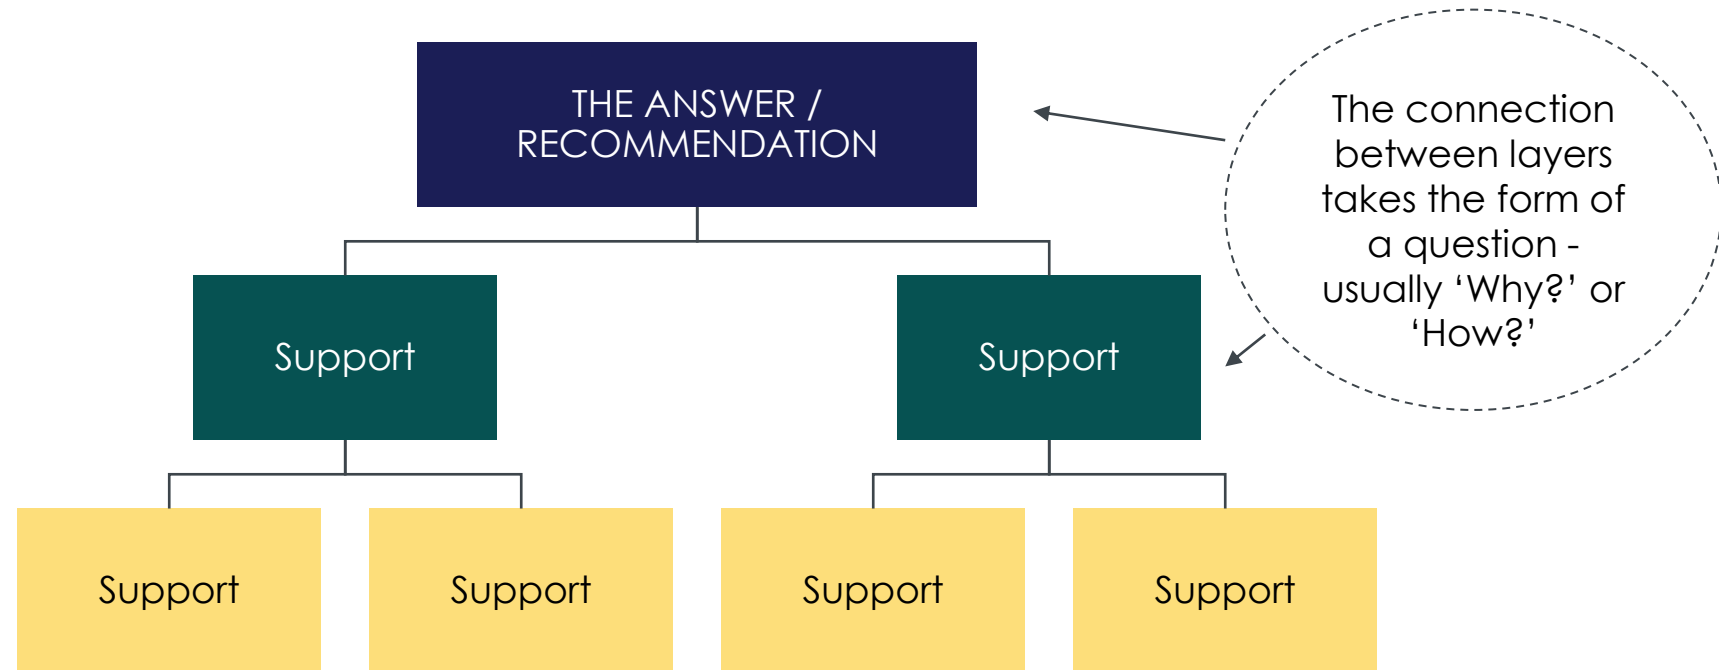 THE ANSWER /
RECOMMENDATION
The connection
between layers
takes the form of
a question -
usually ‘Why?’ or
‘How?’
Support
Support
Support
Support
Support
Support